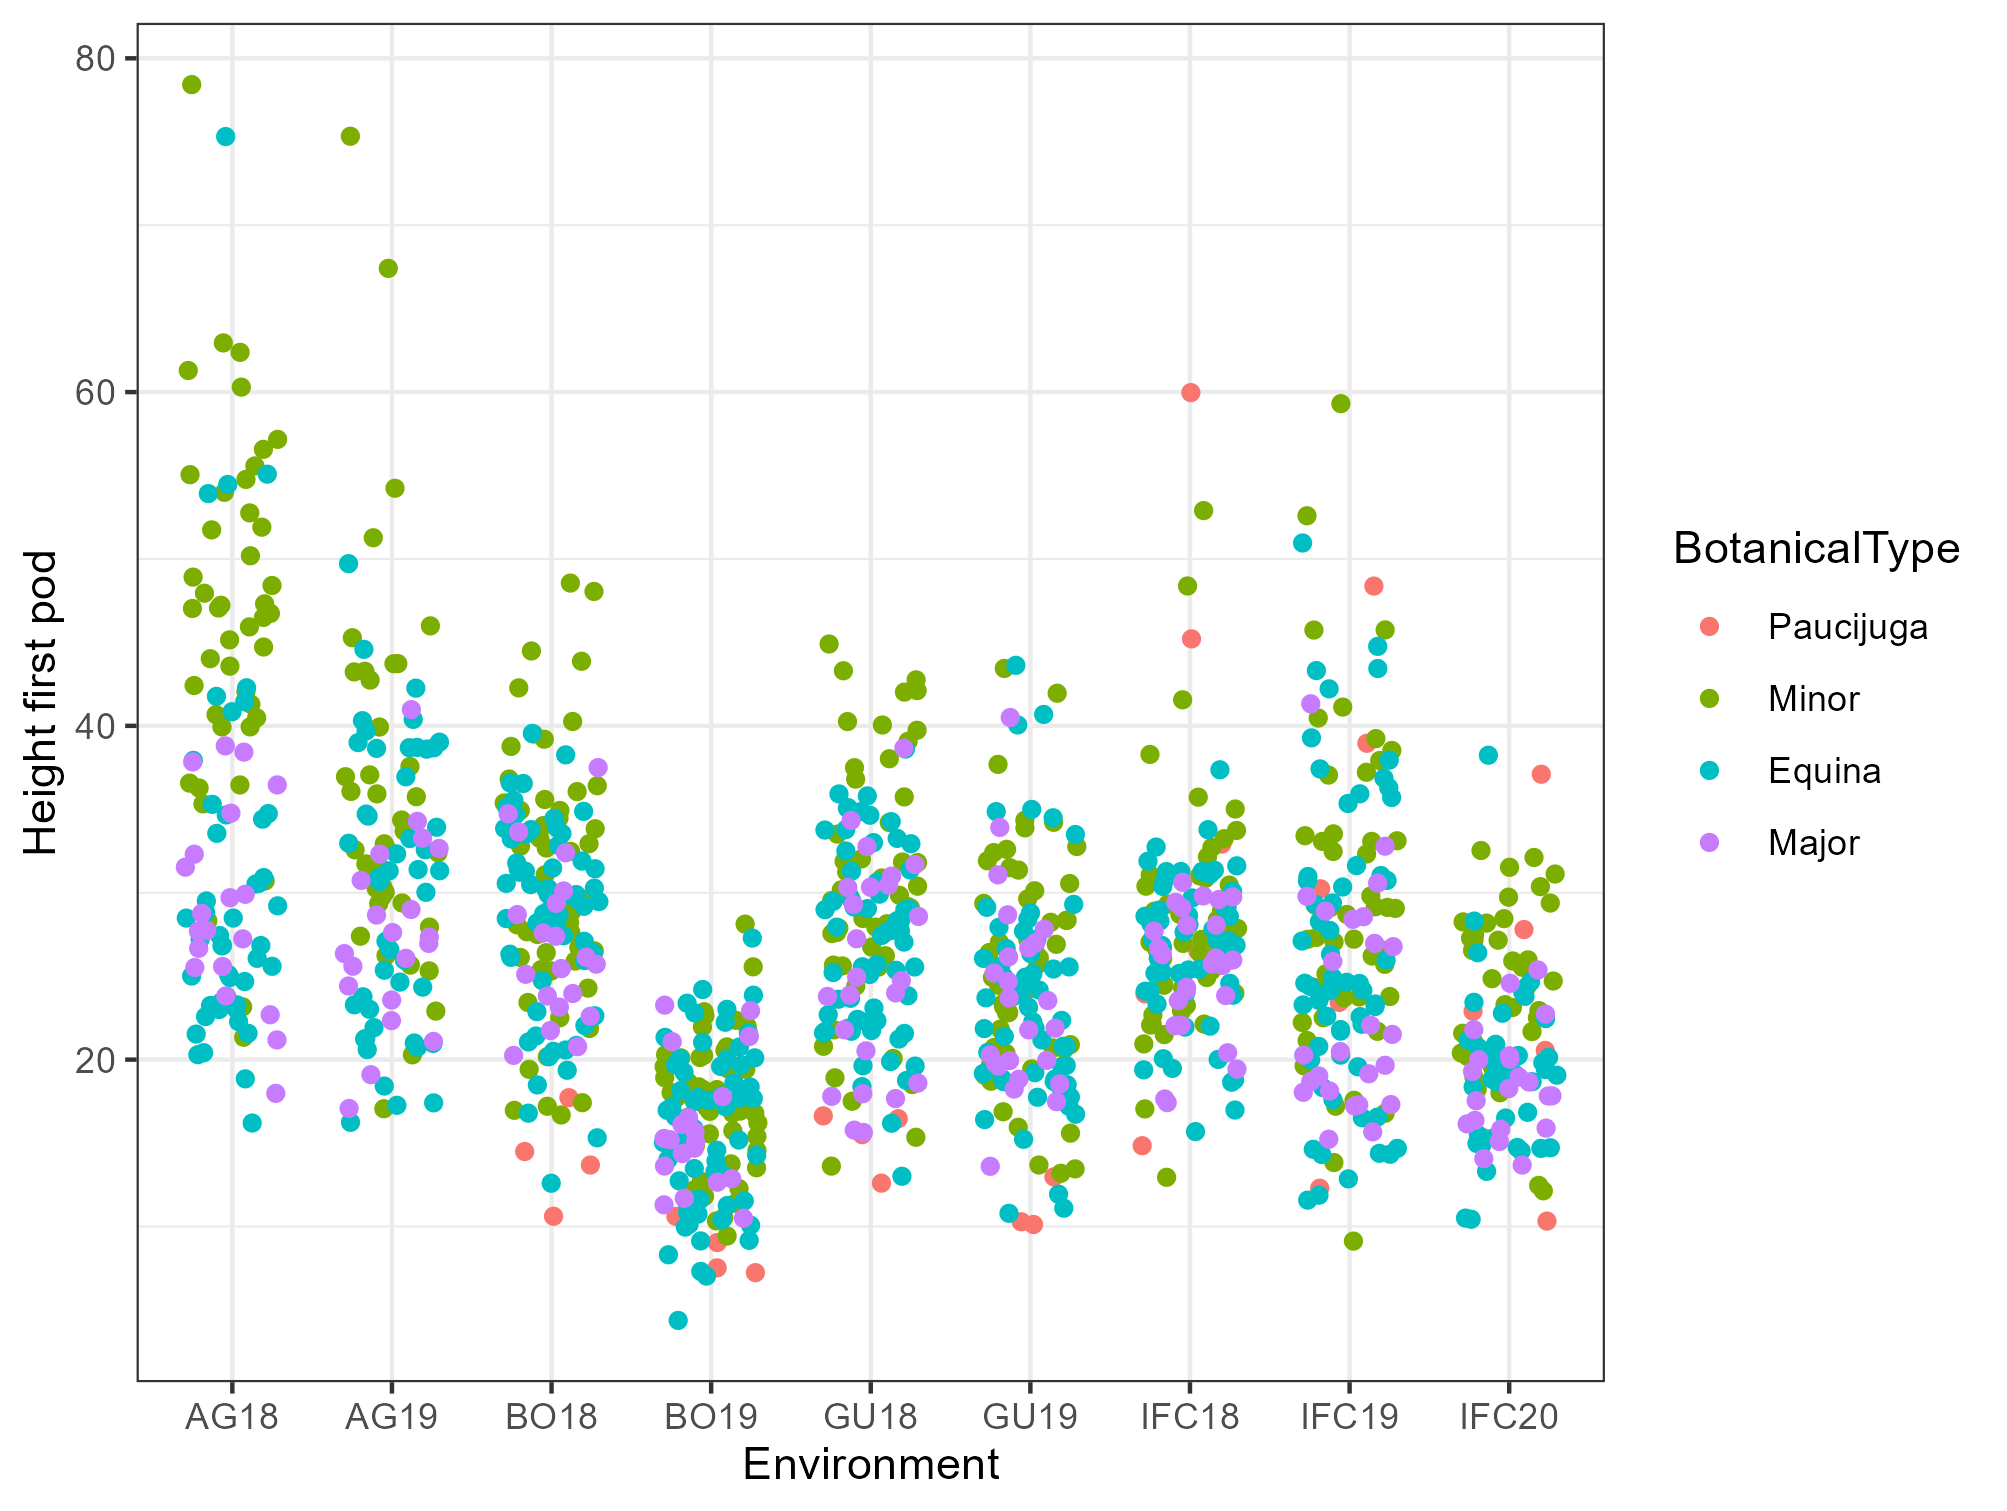 80
60
40
20
Height first pod
AG18 AG19 BO18 BO19 GU18 GU19 IFC18 IFC19 IFC20
Environment
BotanicalType
Paucijuga
Minor
Equina
Major